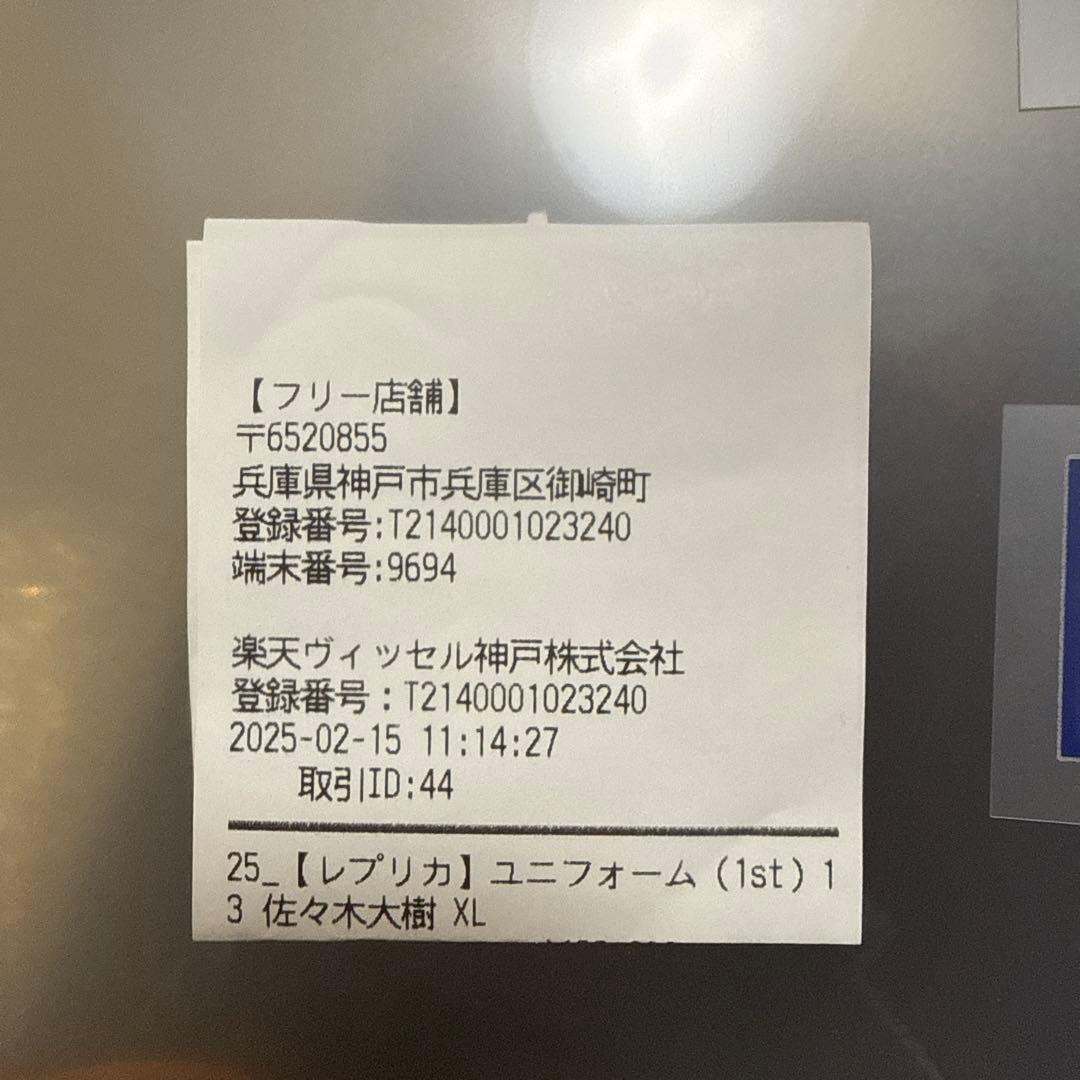 【フリー店舗】
〒6520855
兵庫県神戸市兵庫区御崎町
登録番号:T2140001023240
端末番号:9694
楽天ヴィッセル神戸株式会社
登録番号：T2140001023240
2025-02-15 11:14:27
取引ID:44
25_【レプリカ】ユニフォーム（1st）1
3 佐々木大樹 XL